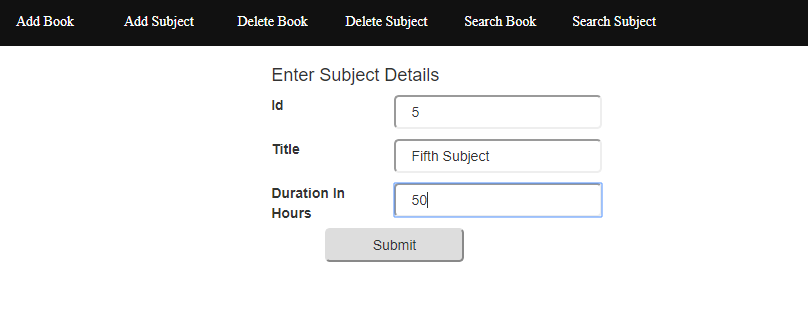 Add Book Add Subject Delete Book Delete Subject Search Book Search Subject
Enter Subject Details
Id 5
Title Fifth Subject
Duration In
Hours 50
Submit